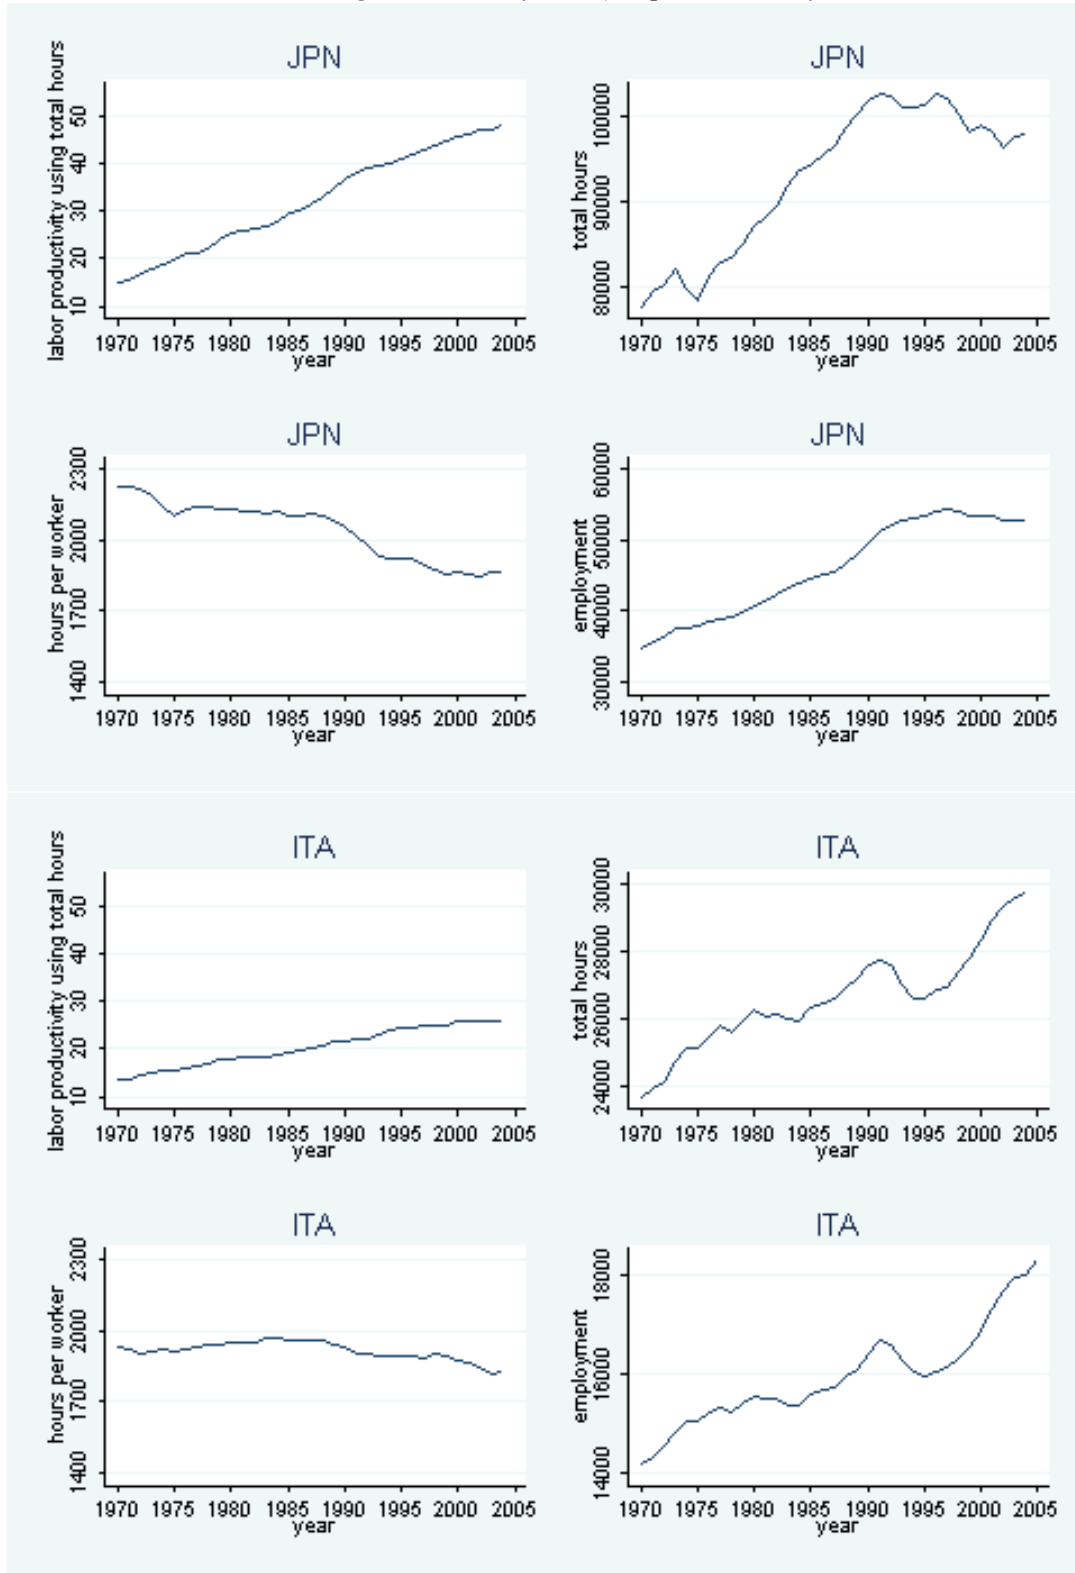 JPN
labor productivity using total hours
50
40
30
20
10
1970 1975 1980 1985 1990 1995 2000 2005
year
JPN
total hours
100000
90000
80000
1970 1975 1980 1985 1990 1995 2000 2005
year
JPN
hours per worker
2300
2000
1700
1400
1970 1975 1980 1985 1990 1995 2000 2005
year
JPN
employment
60000
50000
40000
30000
1970 1975 1980 1985 1990 1995 2000 2005
year
ITA
labor productivity using total hours
50
40
30
20
10
1970 1975 1980 1985 1990 1995 2000 2005
year
ITA
total hours
30000
28000
26000
24000
1970 1975 1980 1985 1990 1995 2000 2005
year
ITA
hours per worker
2300
2000
1700
1400
1970 1975 1980 1985 1990 1995 2000 2005
year
ITA
employment
18000
16000
14000
1970 1975 1980 1985 1990 1995 2000 2005
year